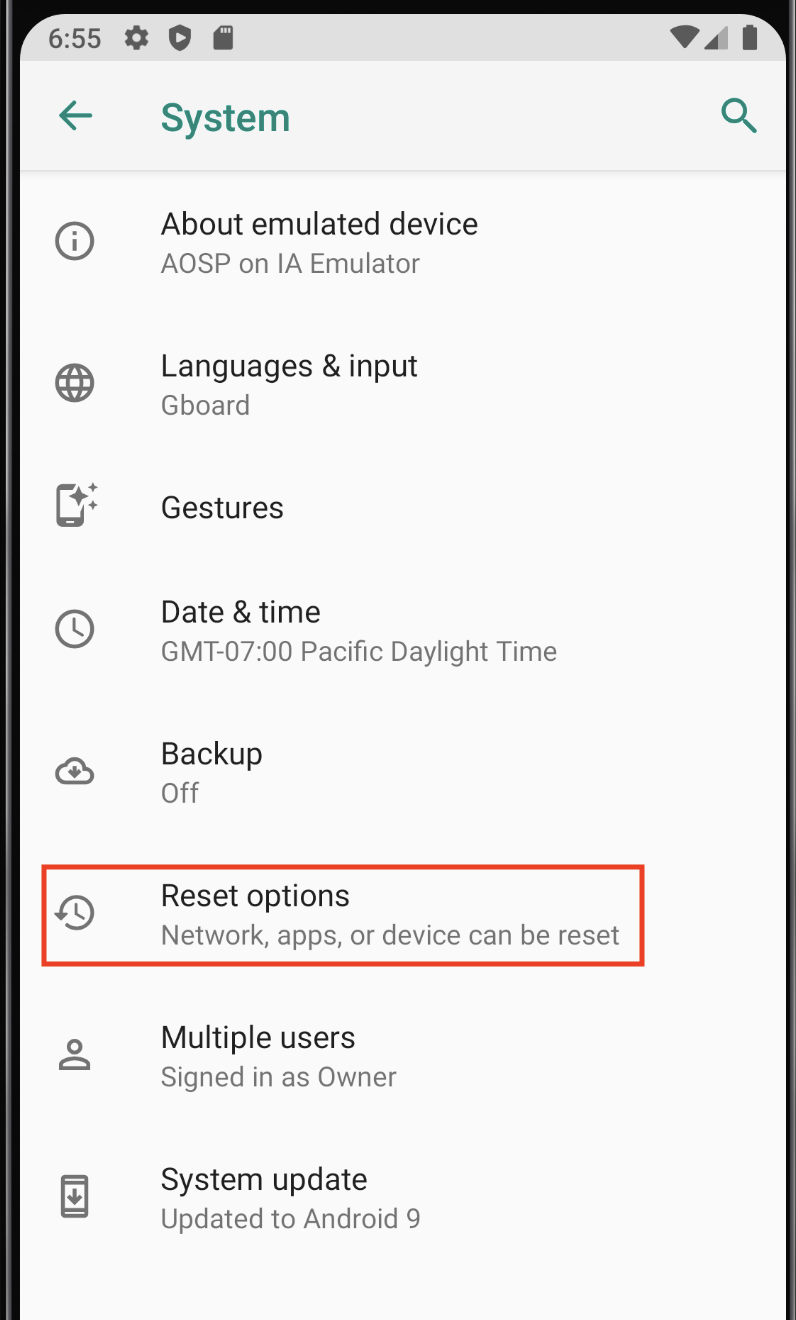 6:55
System
About emulated device
AOSP on IA Emulator
Languages & input
Gboard
Gestures
Date & time
GMT-07:00 Pacific Daylight Time
Backup
Off
Reset options
Network, apps, or device can be reset
Multiple users
Signed in as Owner
System update
Updated to Android 9